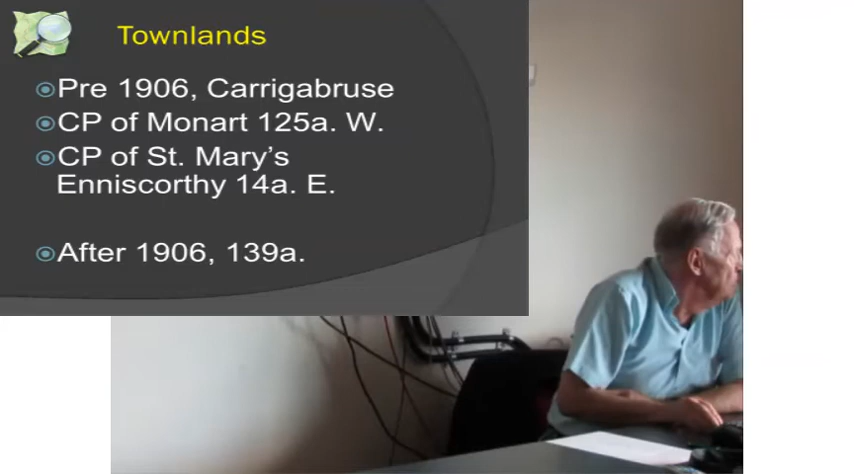 Townlands
Pre 1906, Carrigabruse
CP of Monart 125a. W.
CP of St. Mary's
Enniscorthy 14a. E.
After 1906, 139a.